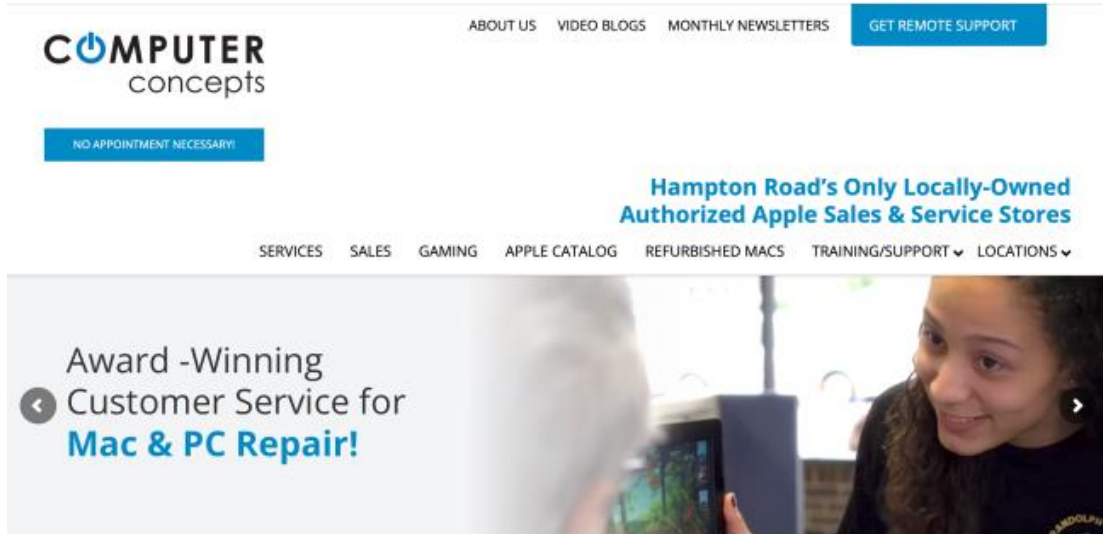 ABOUT US VIDEO BLOGS MONTHLY NEWSLETTERS GET REMOTE SUPPORT
COMPUTER
concepts
NO APPOINTMENT NECESSARY!
Hampton Road's Only Locally-Owned
Authorized Apple Sales & Service Stores
SERVICES SALES GAMING APPLE CATALOG REFURBISHED MACS TRAINING/SUPPORT LOCATIONS
Award -Winning
Customer Service for
Mac & PC Repair!